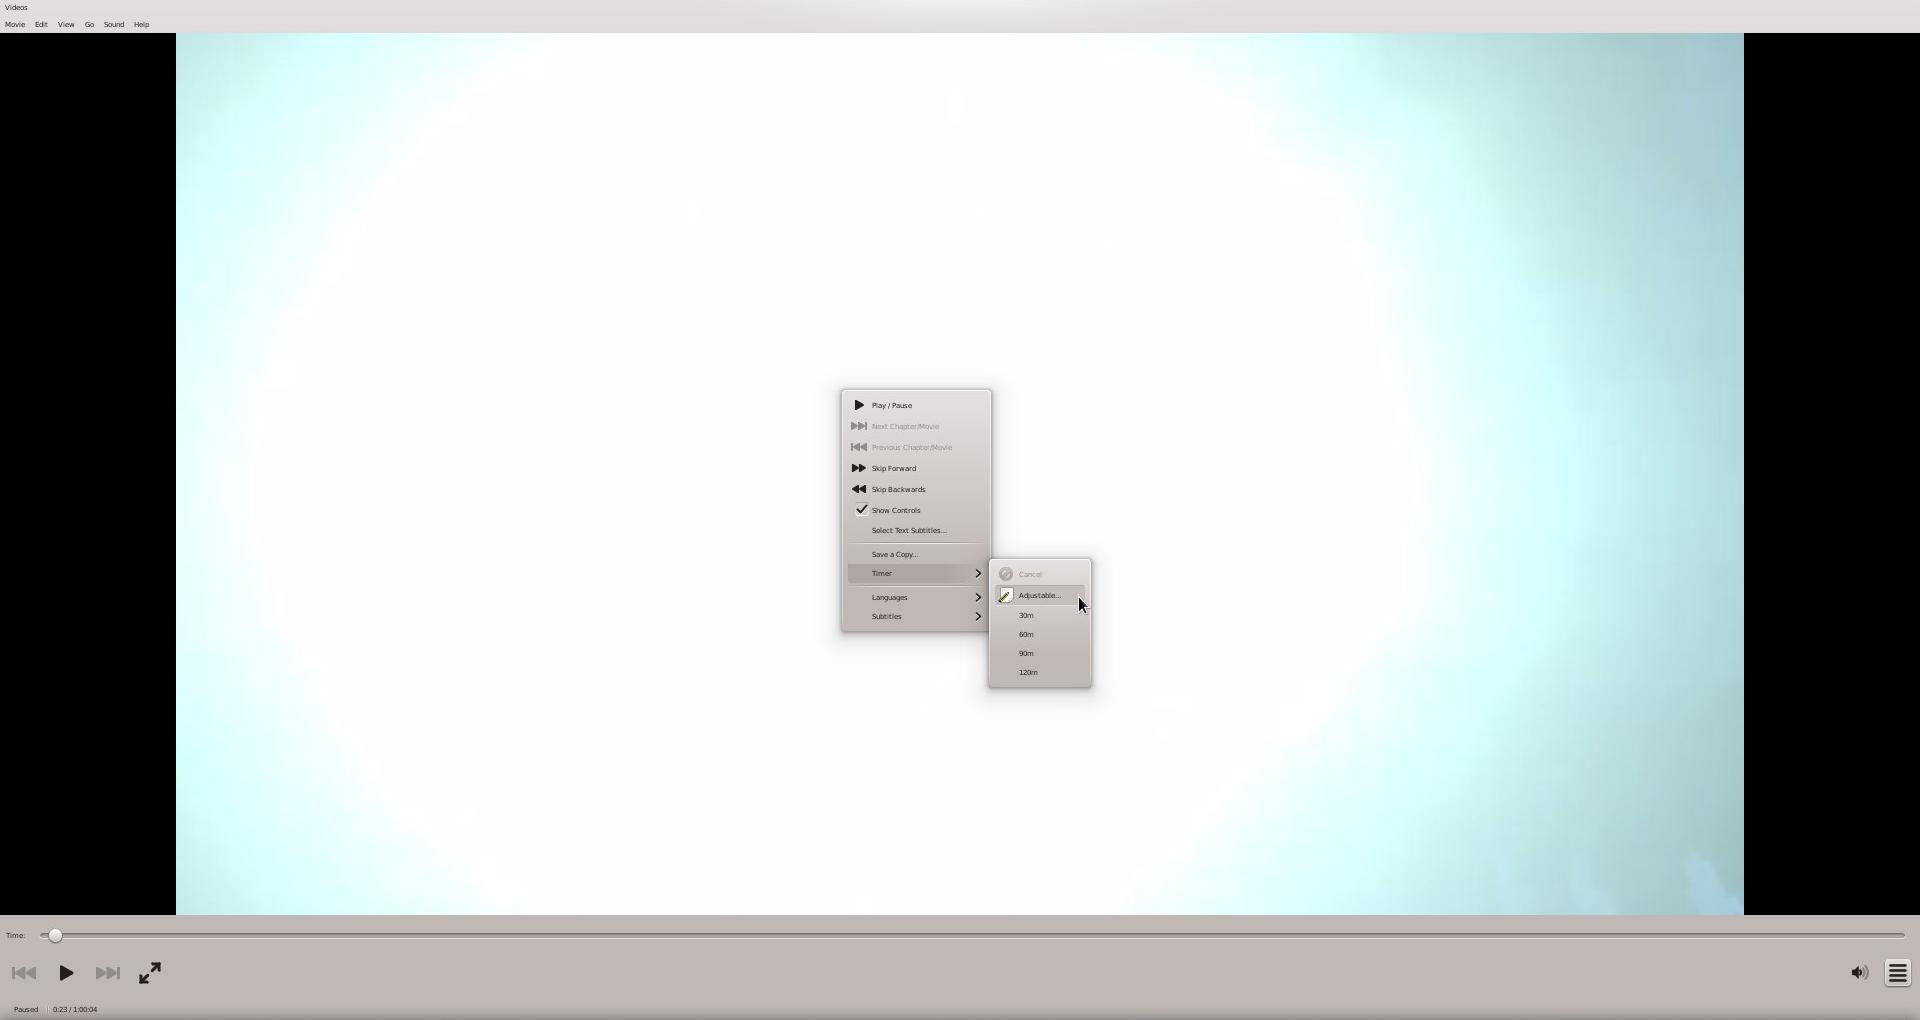 Videos
Movie Edit View Go Sound Help
Play / Pause
Next Chapter/Movie
Previous Chapter/Movie
Skip Forward
Skip Backwards
Show Controls
Select Text Subtitles...
Save a Copy...
Timer
Languages
Subtitles
Cancel
Adjustable...
30m
60m
90m
120m
Time:
Paused 0:23 / 1:00:04